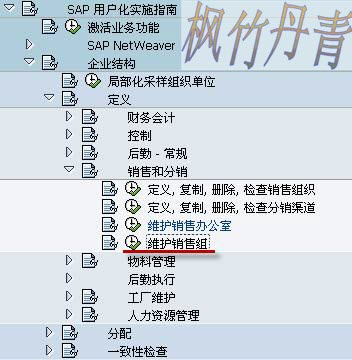 SAP 用户化实施指南
枫竹丹青
激活业务功能
SAP NetWeaver
企业结构
局部化采样组织单位
定义
财务会计
控制
后勤 - 常规
销售和分销
定义, 复制, 删除, 检查销售组织
定义, 复制, 删除, 检查分销渠道
维护销售办公室
维护销售组
物料管理
后勤执行
工厂维护
人力资源管理
分配
一致性检查